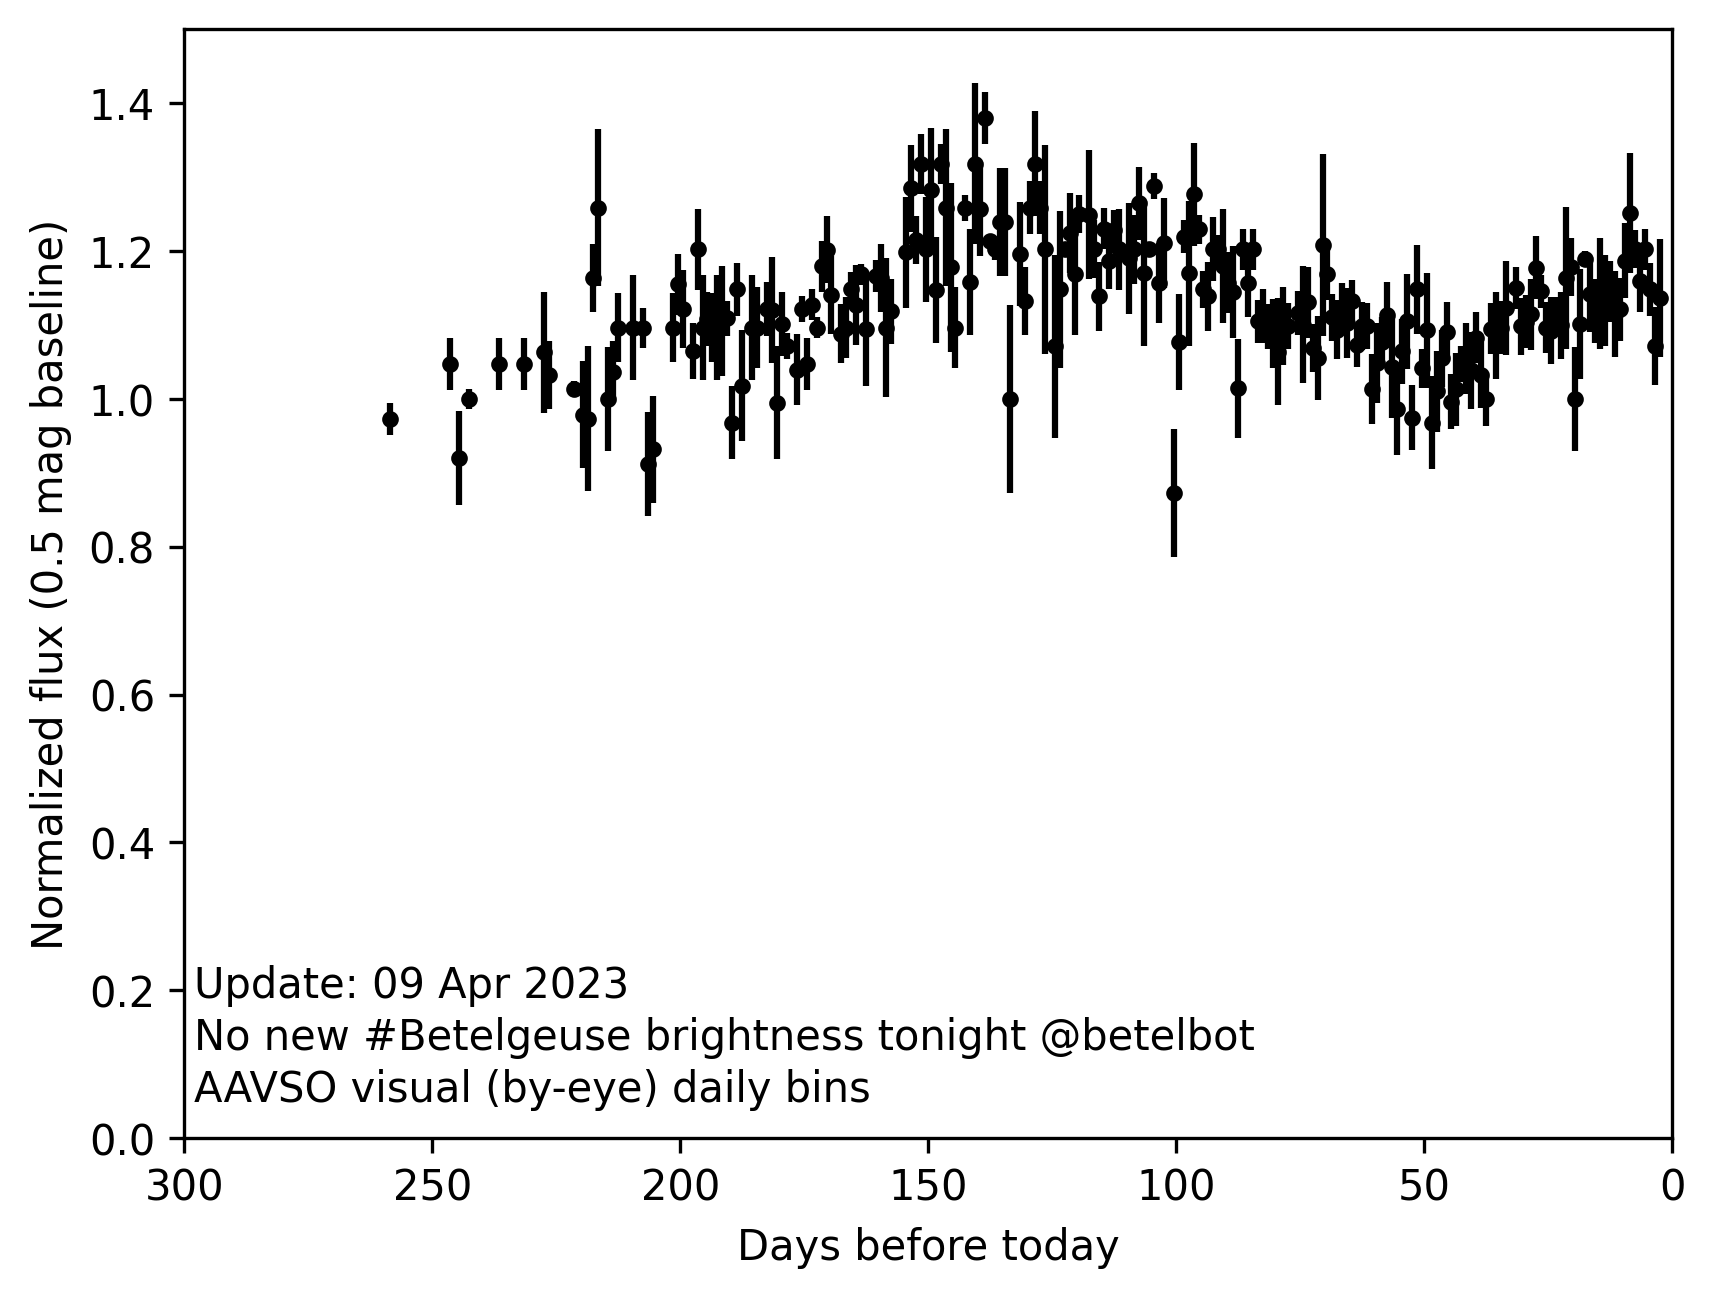 1.4
1.2
1.0
0.8
0.6
0.4
0.2
0.0
Normalized flux (0.5 mag baseline)
Update: 09 Apr 2023
No new #Betelgeuse brightness tonight @betelbot
AAVSO visual (by-eye) daily bins
300 250 200 150 100 50 0
Days before today